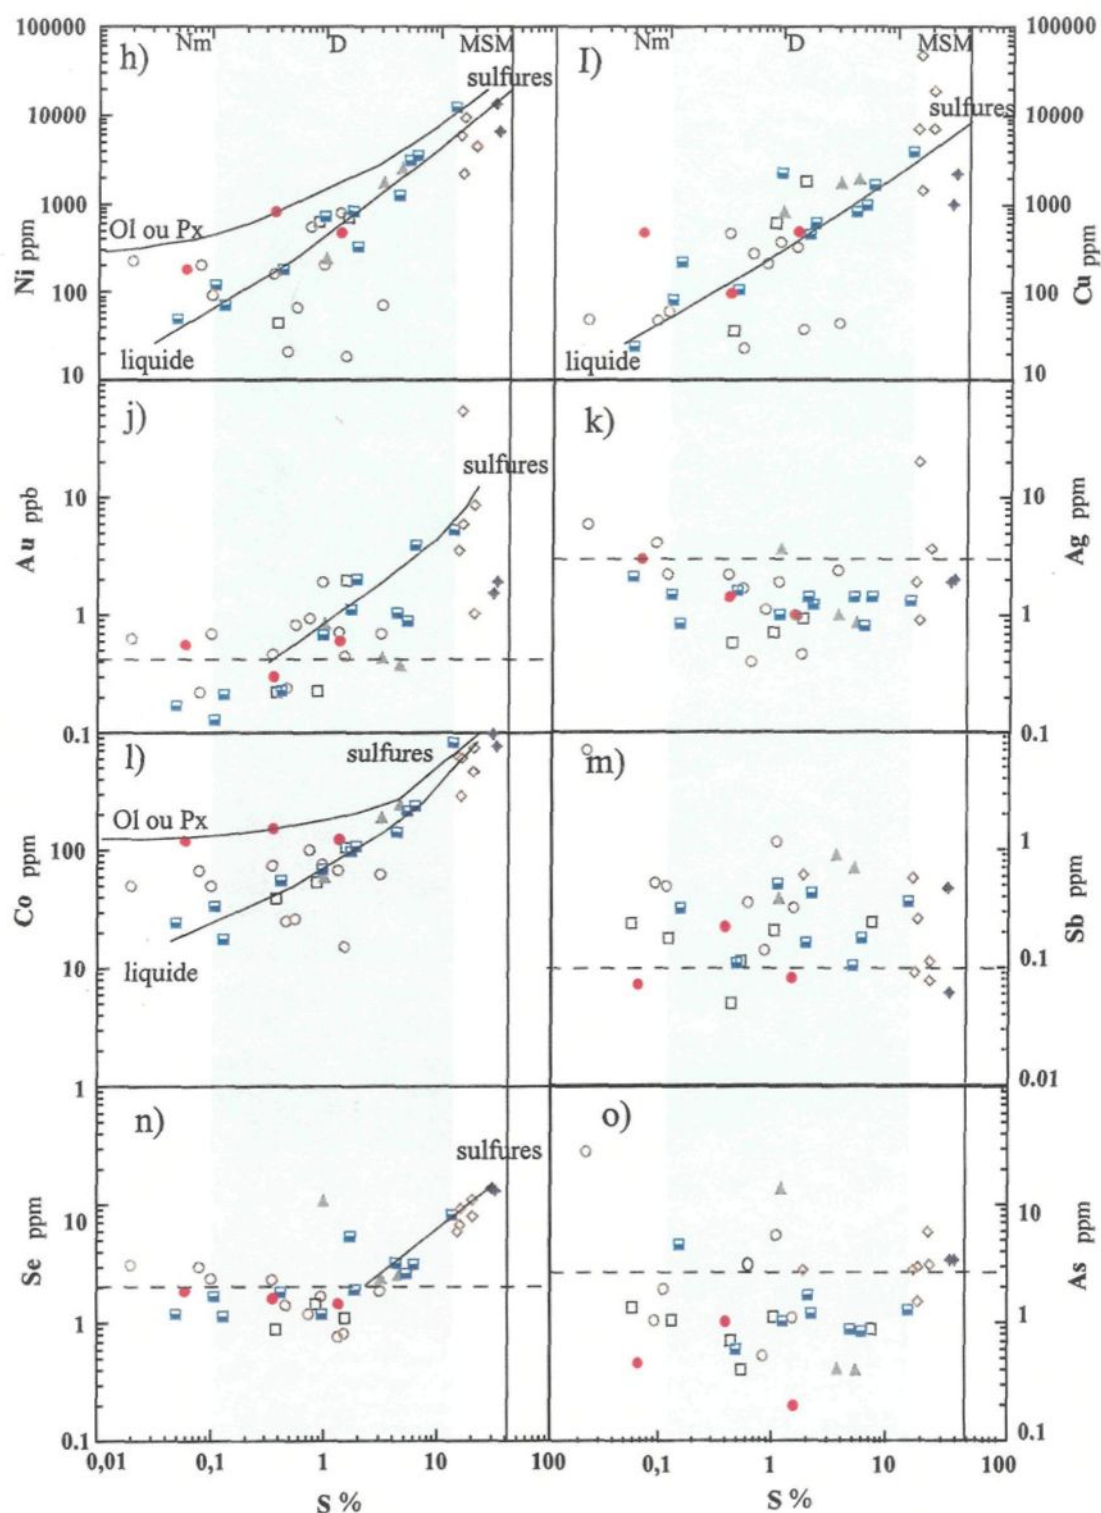 100000 Nm D MSM Nm D MSM 100000
h) I)
sulfures
sulfures
10000 10000
1000 1000
Ol ou Px
Ni ppm Cu ppm
100 100
liquide liquide
10 10
j) k)
sulfures
10 10
Au ppb Ag ppm
1 1
0.1 0.1
l) sulfures m)
Ol ou Px
100 1
Co ppm Sb ppm
10 0.1
liquide
1 0.01
n) o)
sulfures
10 10
Se ppm As ppm
1 1
0.1 0.1
0,01 0,1 1 10 100 0,1 1 10 100
S % S %